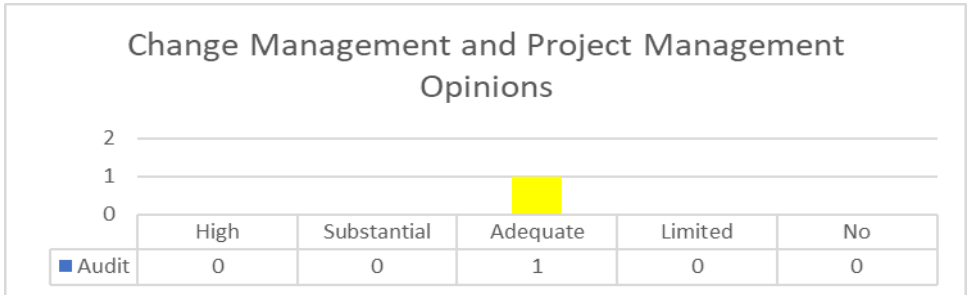 Change Management and Project Management
Opinions
2
1
0
High Substantial Adequate Limited No
Audit 0 0 1 0 0